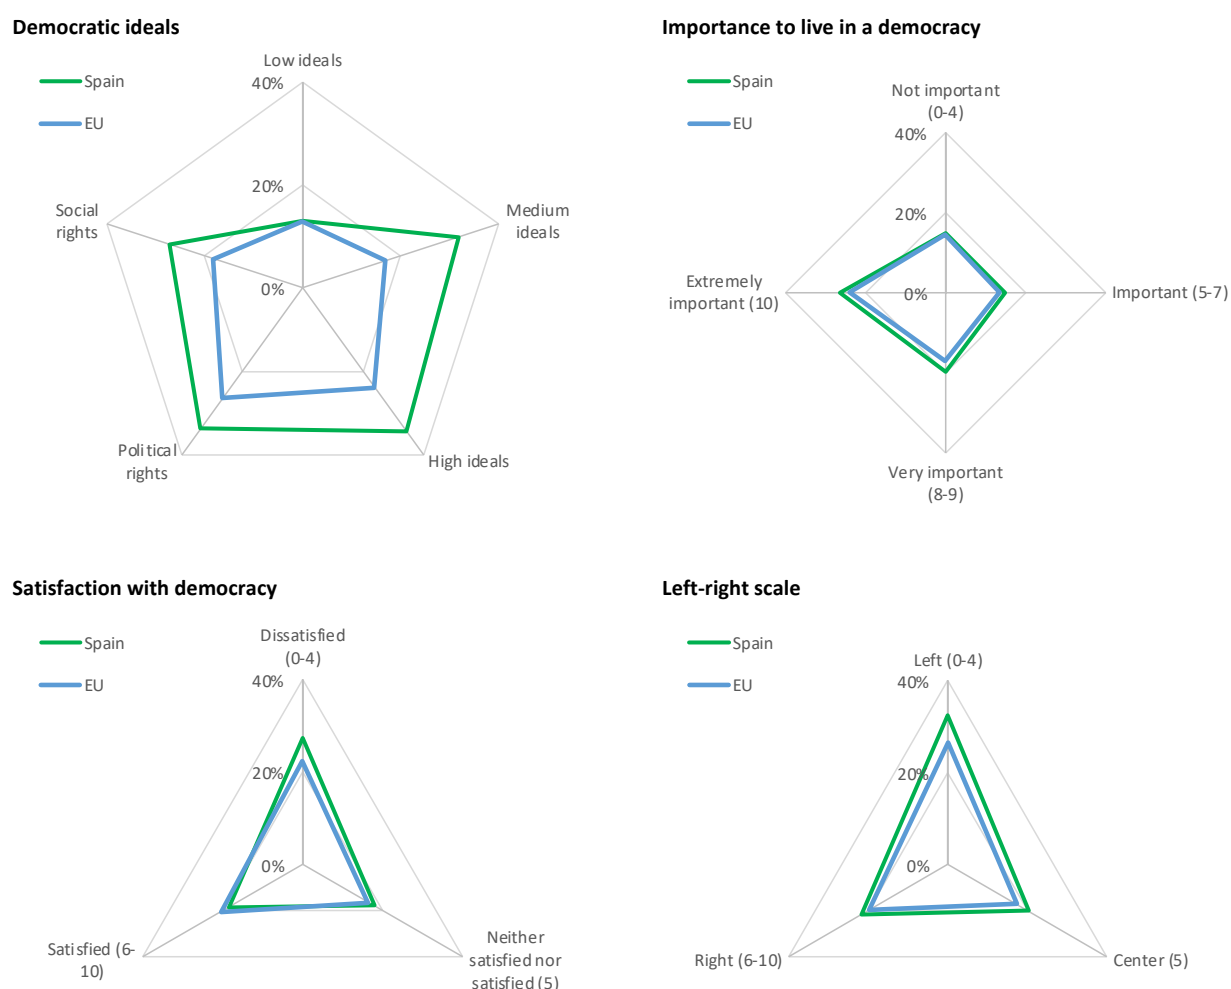 Democratic ideals
Spain
EU
Low ideals
40%
20%
0%
Social
rights
Medium
ideals
Political
rights
High ideals
Importance to live in a democracy
Spain
EU
Not important
(0-4)
40%
20%
0%
Extremely
important (10)
Important (5-7)
Very important
(8-9)
Satisfaction with democracy
Spain
EU
Dissatisfied
(0-4)
40%
20%
0%
Satisfied (6-
10)
Neither
satisfied nor
satisfied (5)
Left-right scale
Spain
EU
Left (0-4)
40%
20%
0%
Right (6-10)
Center (5)